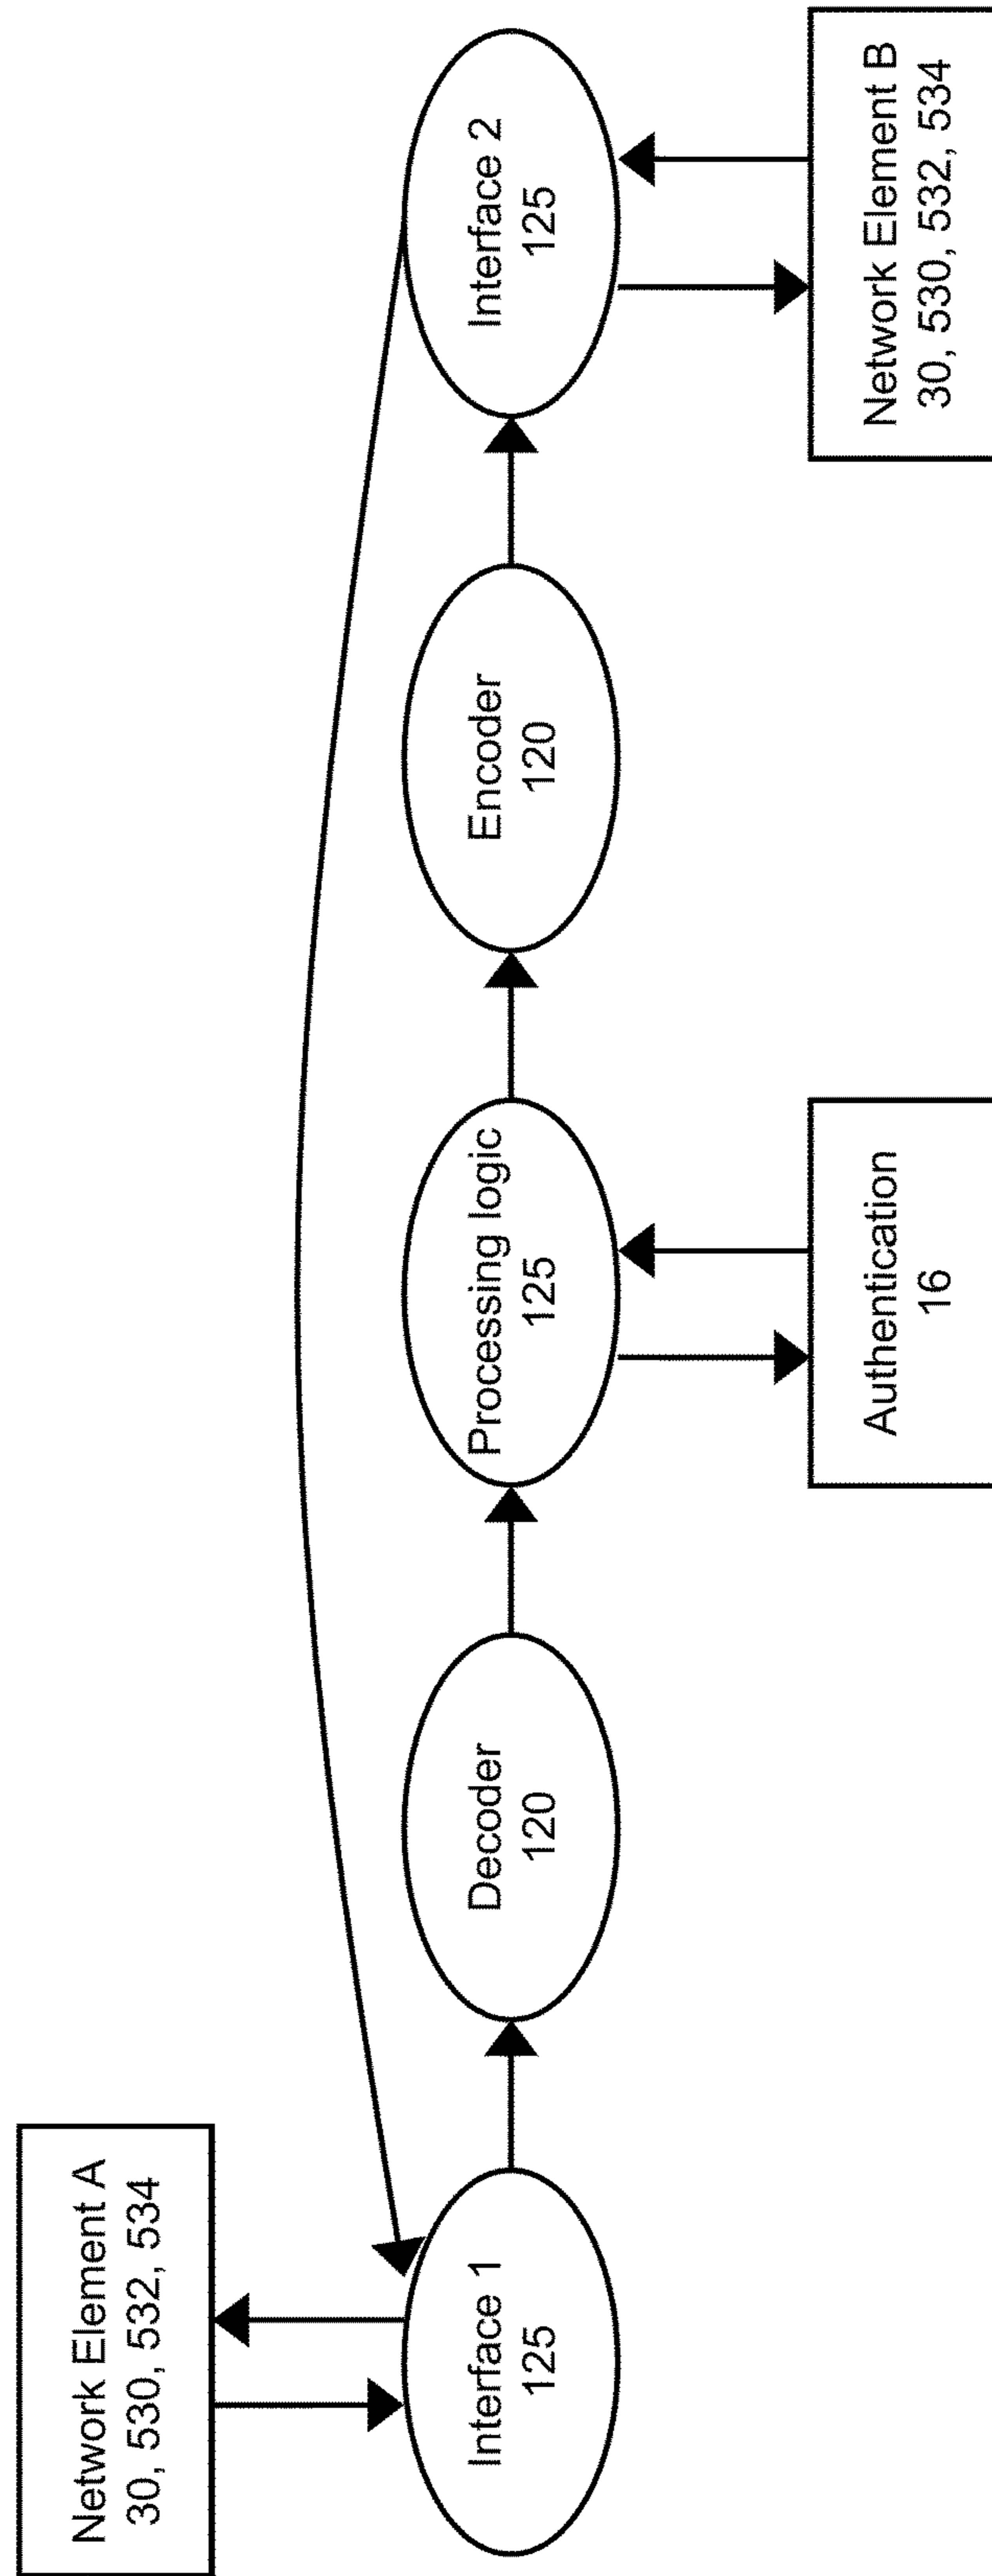 Network Element A
30, 530, 532, 534
Interface 1
125
Decoder
120
Processing logic
125
Encoder
120
Interface 2
125
Authentication
16
Network Element B
30, 530, 532, 534